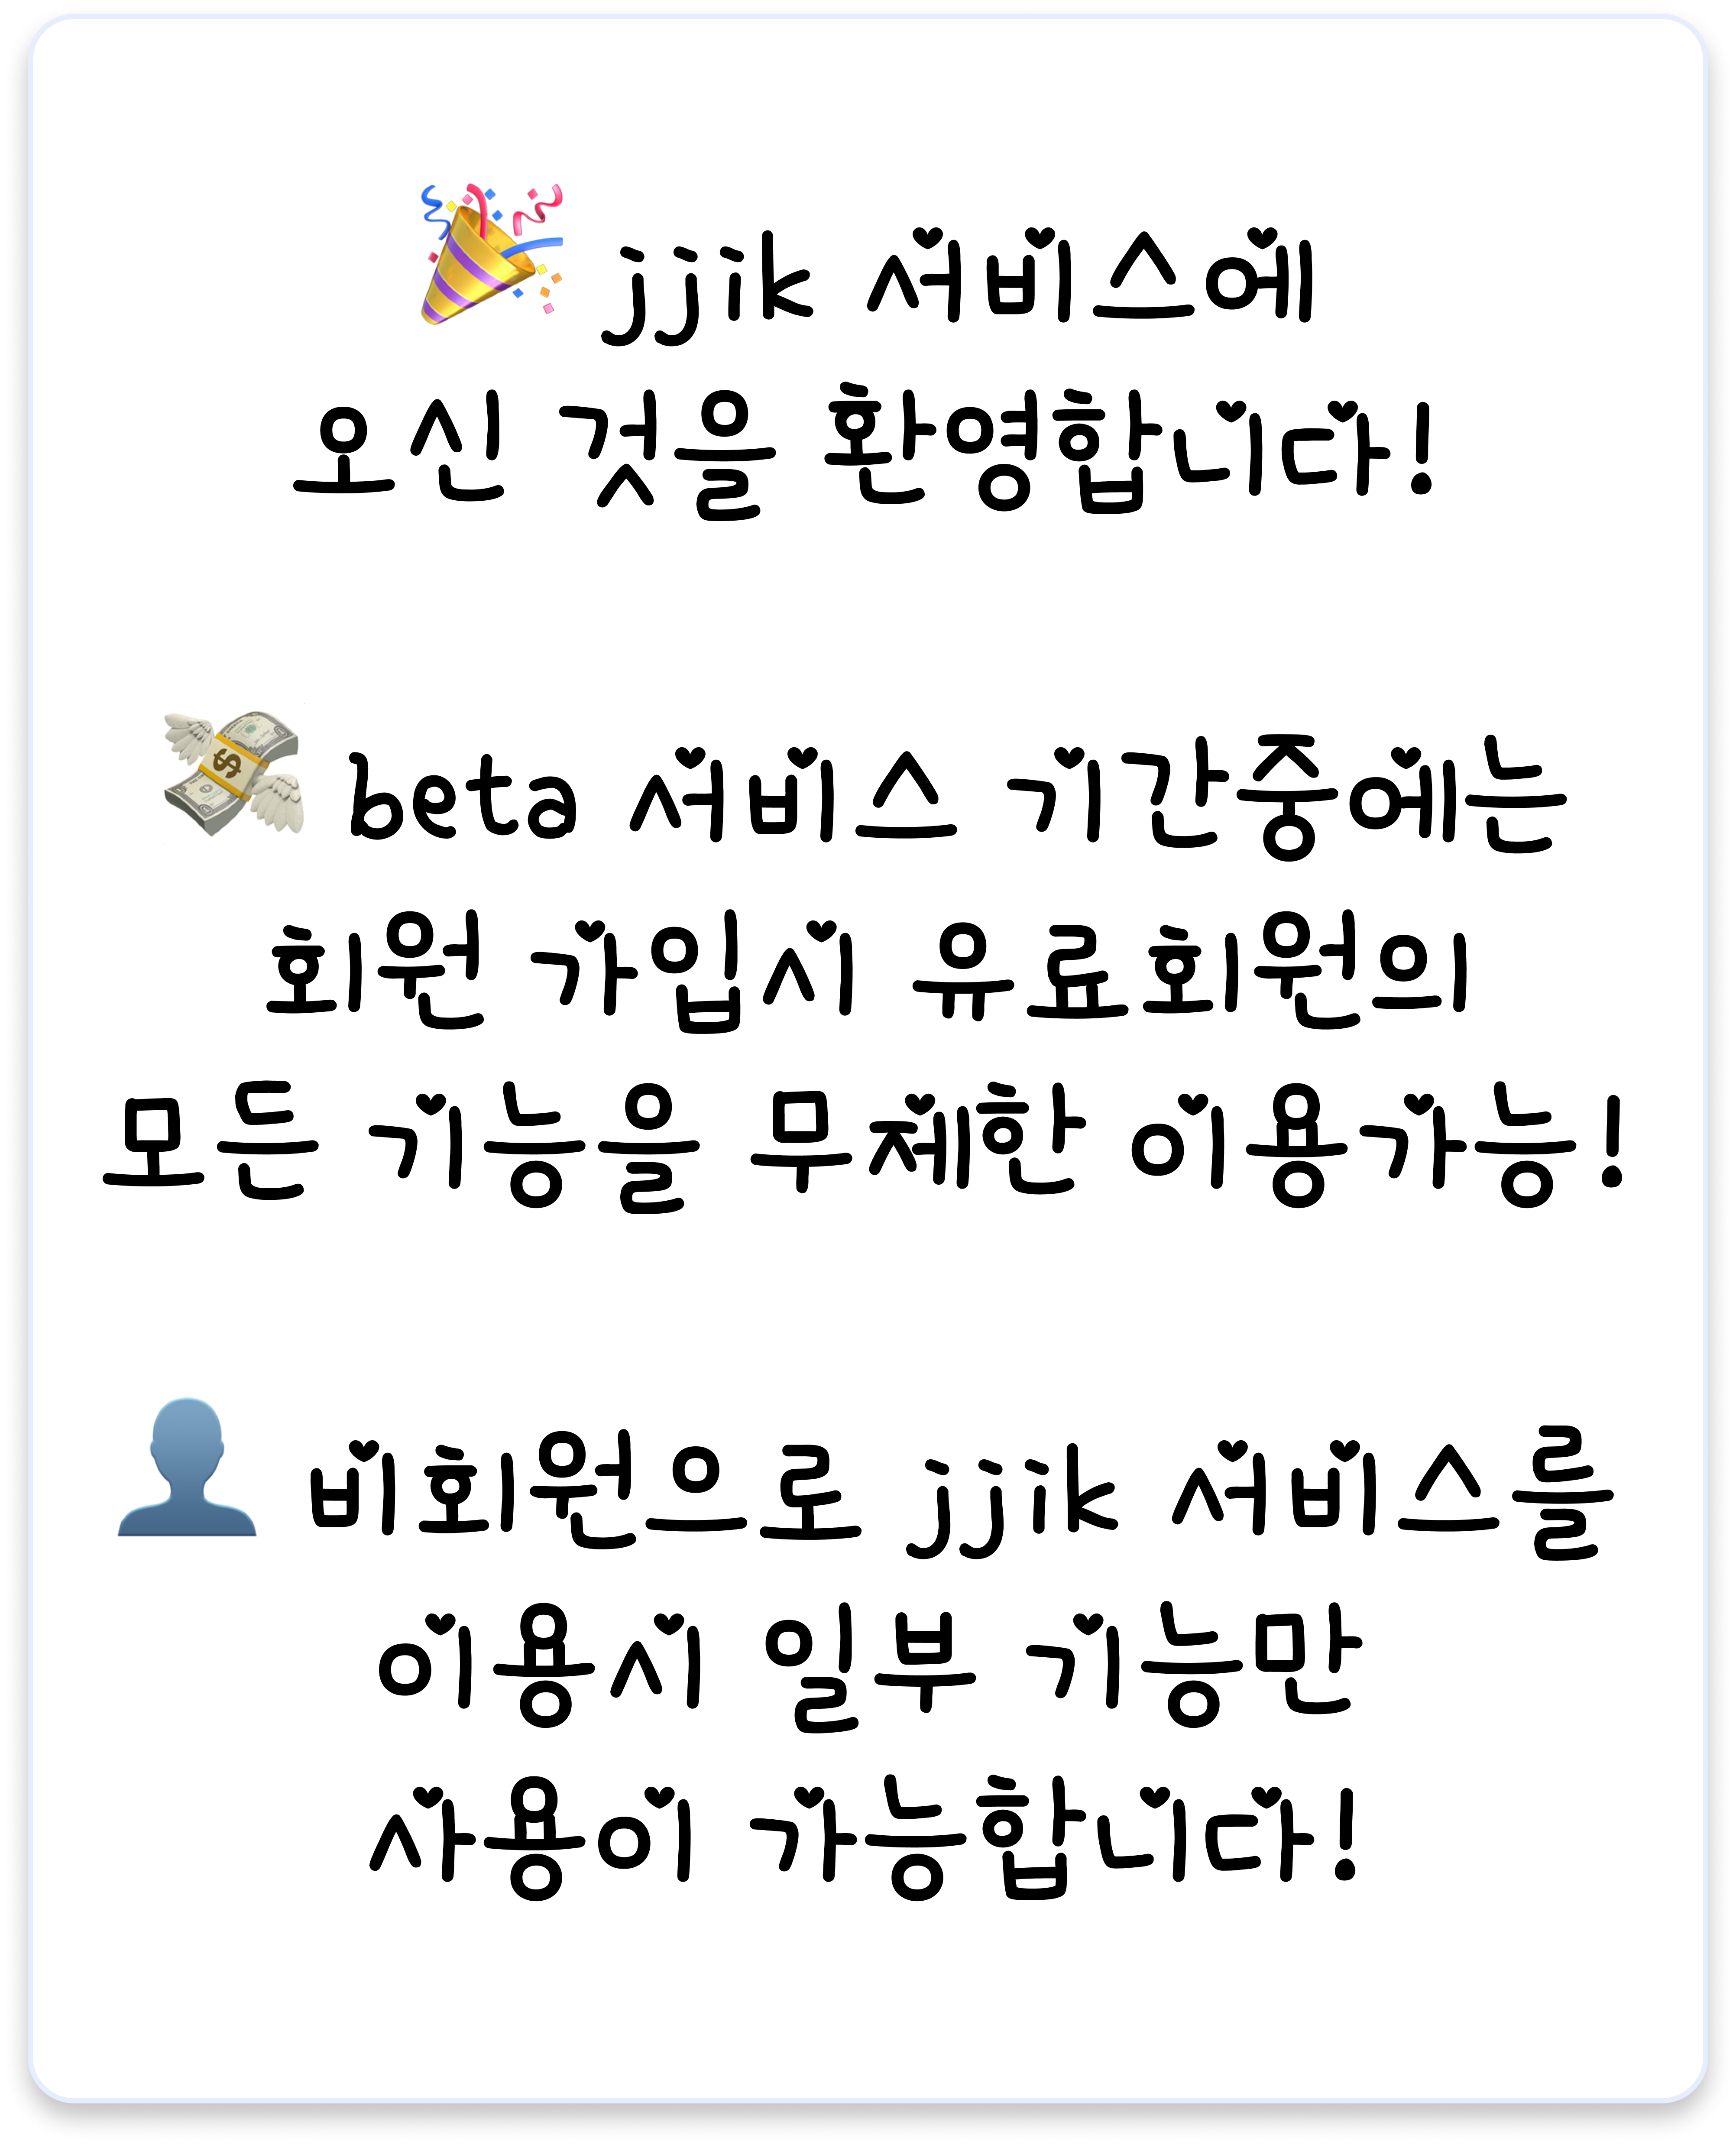 🎉 jjik 서비스에
오신 것을 환영합니다!
💸 beta 서비스 기간중에는
회원 가입시 유료회원의
모든 기능을 무제한 이용가능!
👤 비회원으로 jjik 서비스를
이용시 일부 기능만
사용이 가능합니다!